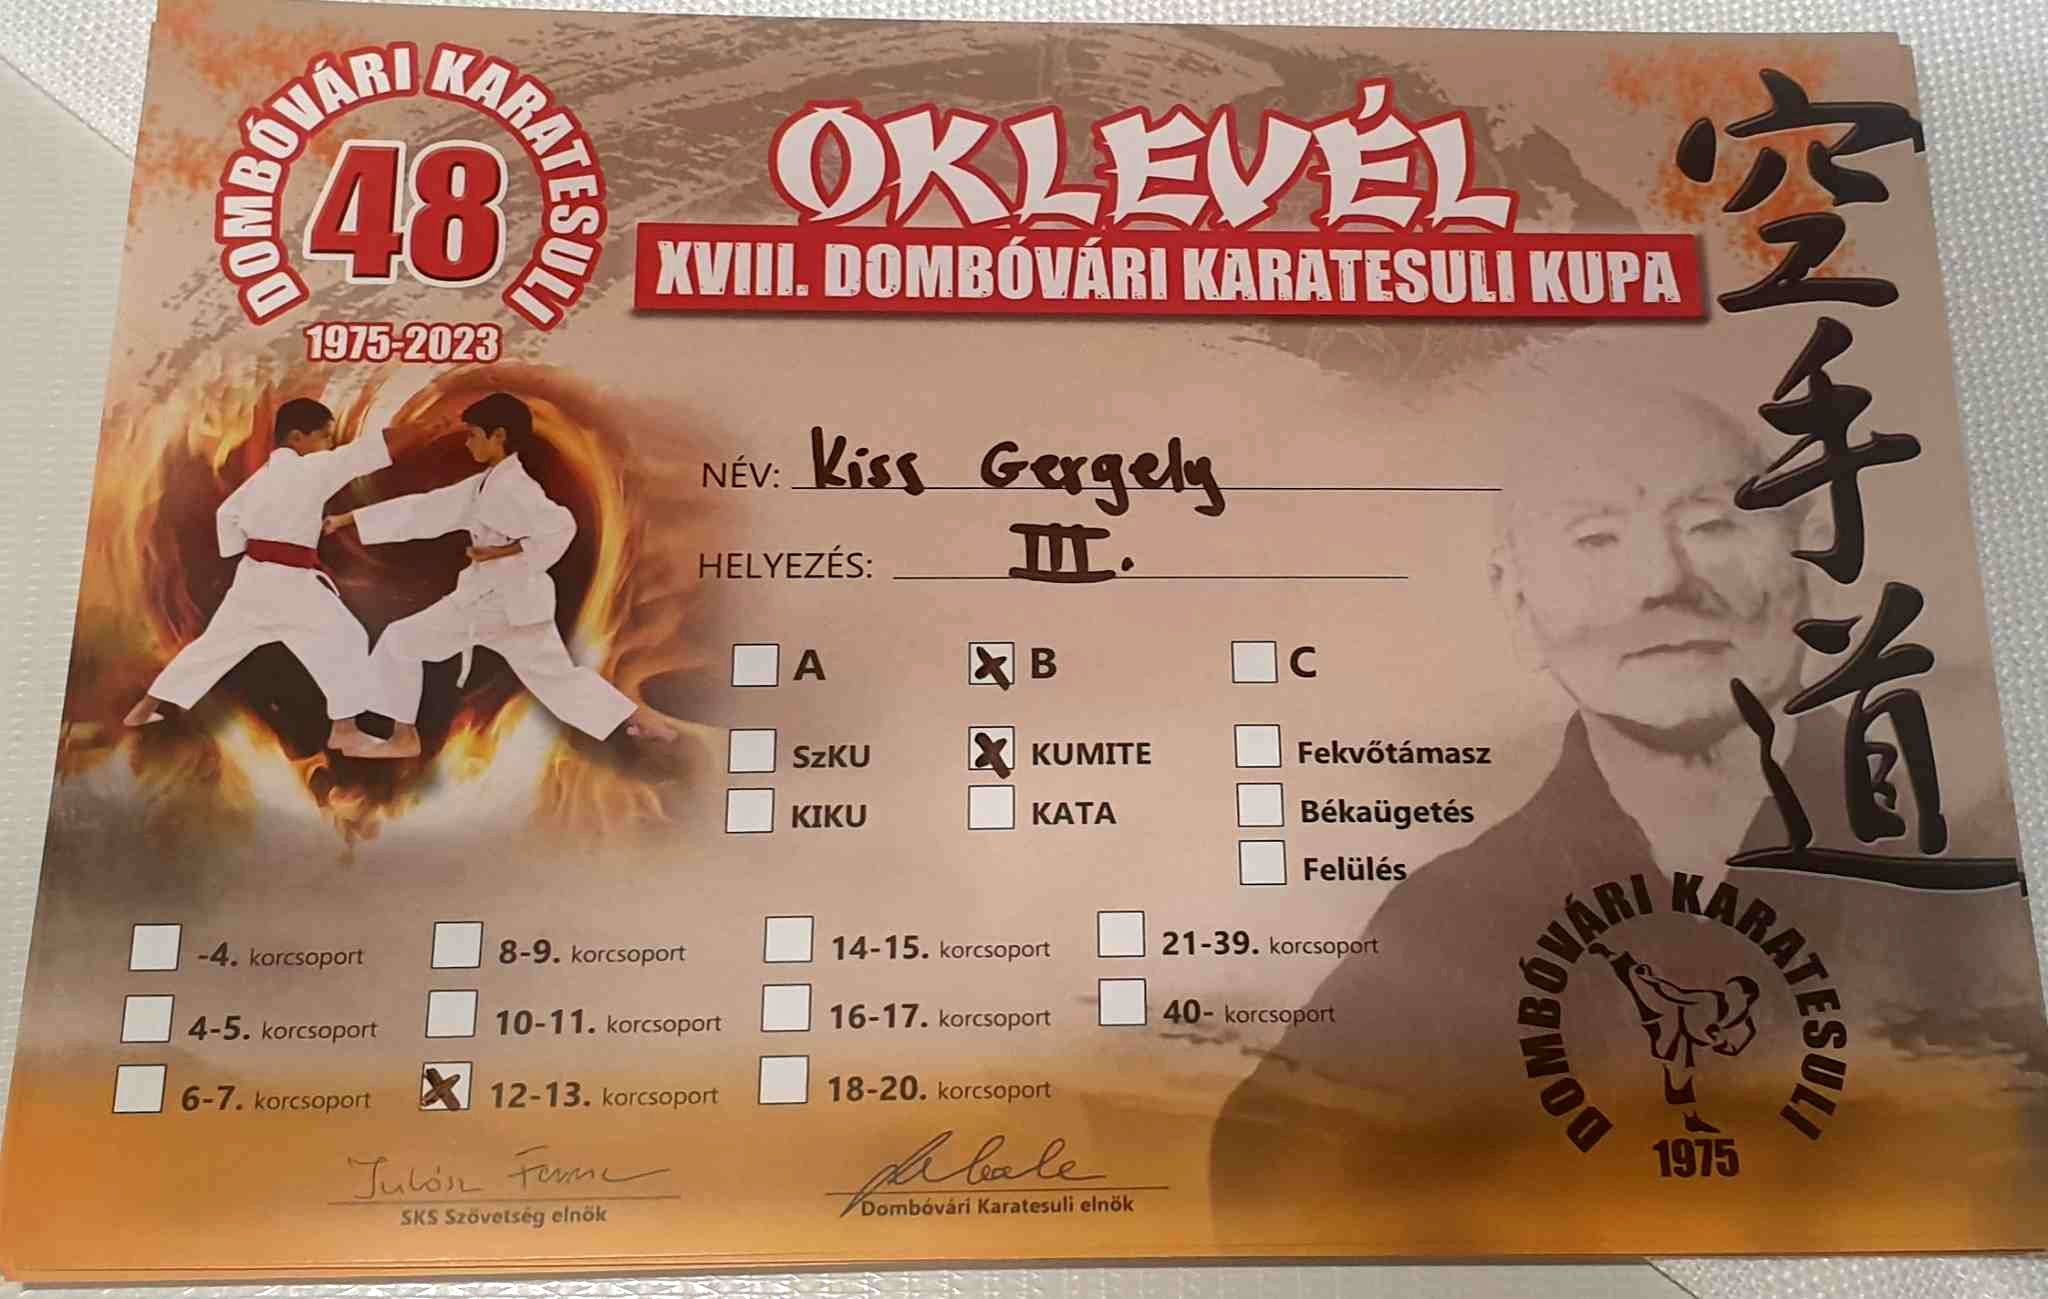 DOMBÓVÁRI KARATESULI
48
1975-2023
OKLEVÉL
XVIII. DOMBÓVÁRI KARATESULI KUPA
空手道
NÉV: Kiss Gergely
HELYEZÉS: III.
A B C
SzKU KUMITE Fekvőtámasz
KIKU KATA Békaügetés
Felülés
-4. korcsoport 8-9. korcsoport 14-15. korcsoport 21-39. korcsoport
4-5. korcsoport 10-11. korcsoport 16-17. korcsoport 40- korcsoport
6-7. korcsoport 12-13. korcsoport 18-20. korcsoport
SKS Szövetség elnök
Dombóvári Karatesuli elnök
DOMBÓVÁRI KARATESULI
1975